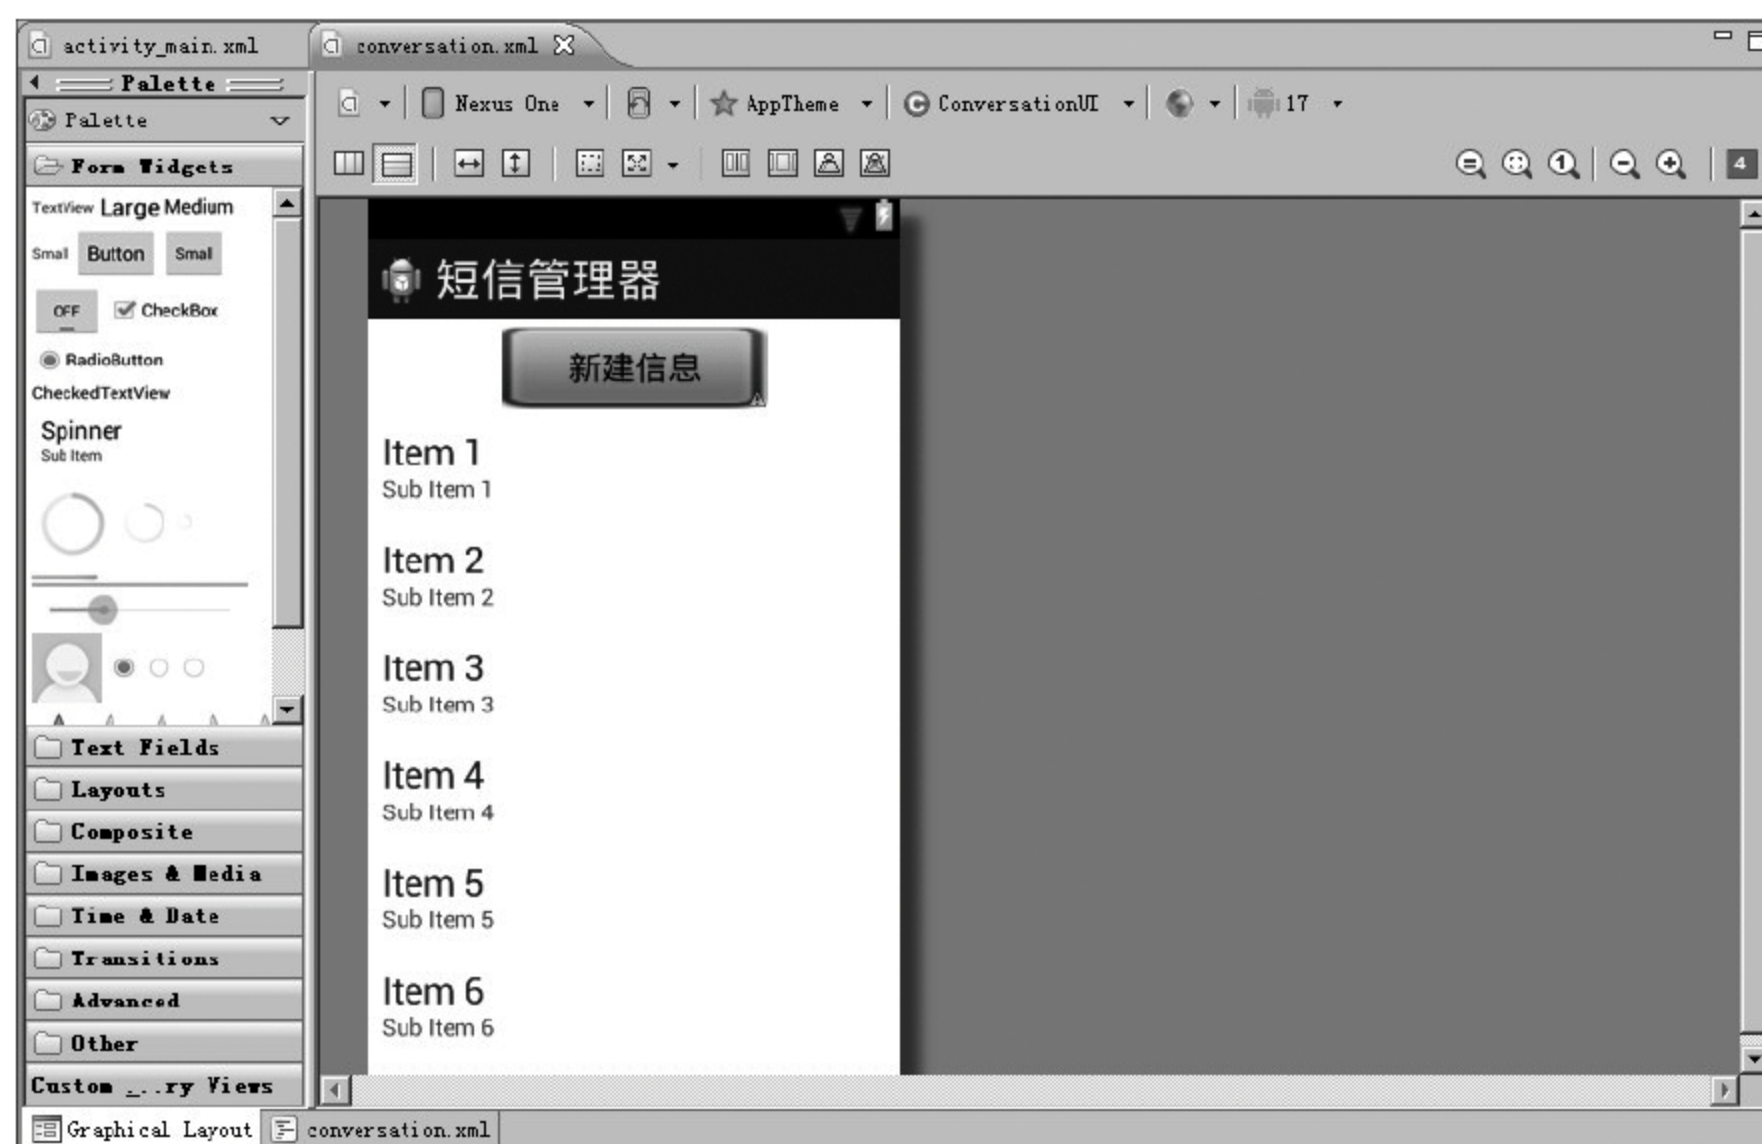 activity_main.xml conversation.xml
Palette
Nexus One AppTheme ConversationUI 17
Palette
Form Widgets
4
TextView Large Medium
Small Button Small
短信管理器
OFF CheckBox
新建信息
RadioButton
CheckedTextView
Spinner
Sub Item
Item 1
Sub Item 1
Item 2
Sub Item 2
Item 3
Sub Item 3
Item 4
Sub Item 4
Item 5
Sub Item 5
Item 6
Sub Item 6
Text Fields
Layouts
Composite
Images & Media
Time & Date
Transitions
Advanced
Other
Custom _...ry Views
Graphical Layout conversation.xml